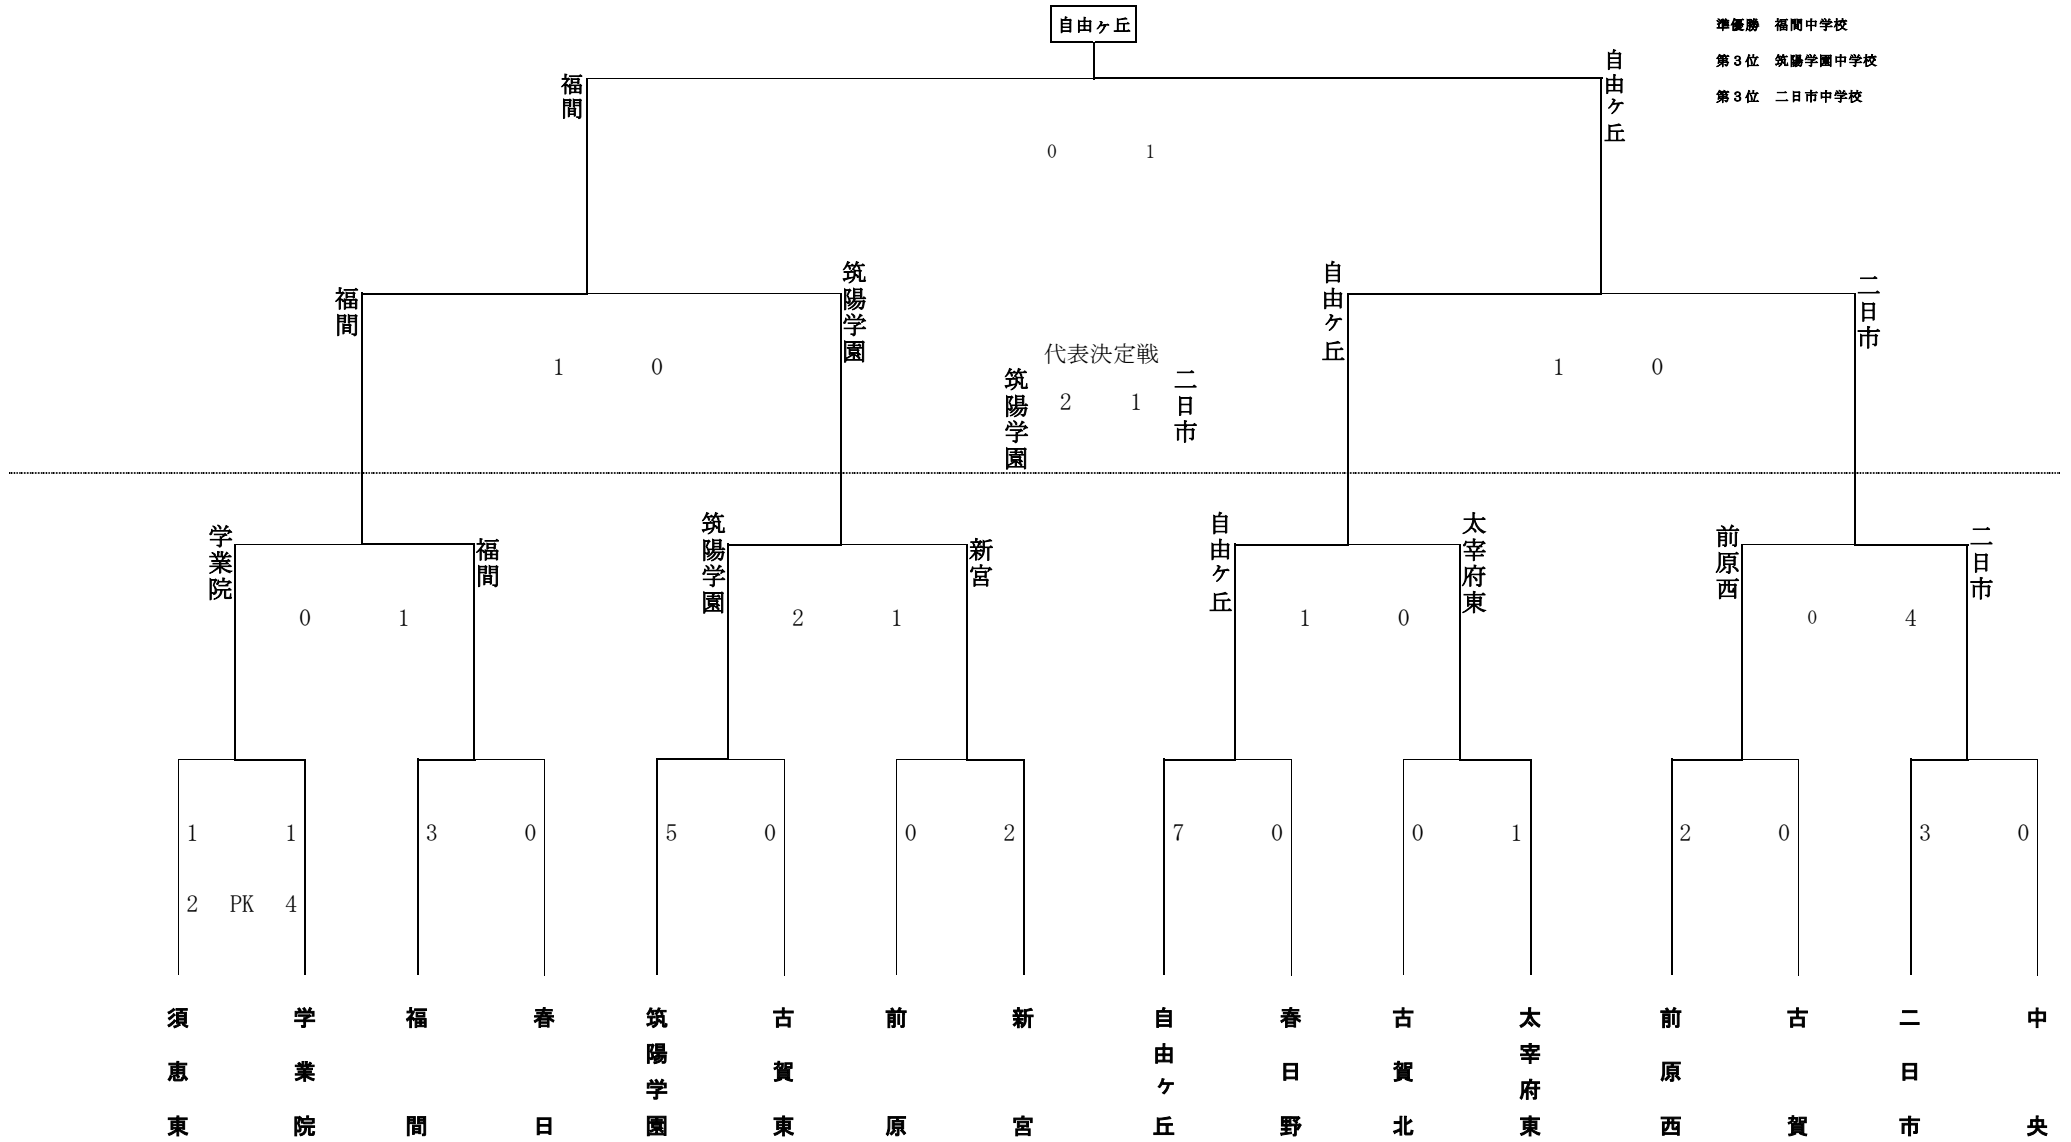 自由ヶ丘
準優勝　福間中学校
第３位　筑陽学園中学校
第３位　二日市中学校
福間
自由ケ丘
0 1
福間
筑陽学園
自由ケ丘
二日市
1 0
代表決定戦
筑陽学園
2 1
二日市
1 0
学業院
福間
筑陽学園
新宮
自由ケ丘
太宰府東
前原西
二日市
0 1
2 1
1 0
0 4
1 1
3 0
5 0
0 2
7 0
0 1
2 0
3 0
2 PK 4
須恵東
学業院
福間
春日
筑陽学園
古賀東
前原
新宮
自由ケ丘
春日野
古賀北
太宰府東
前原西
古賀
二日市
中央